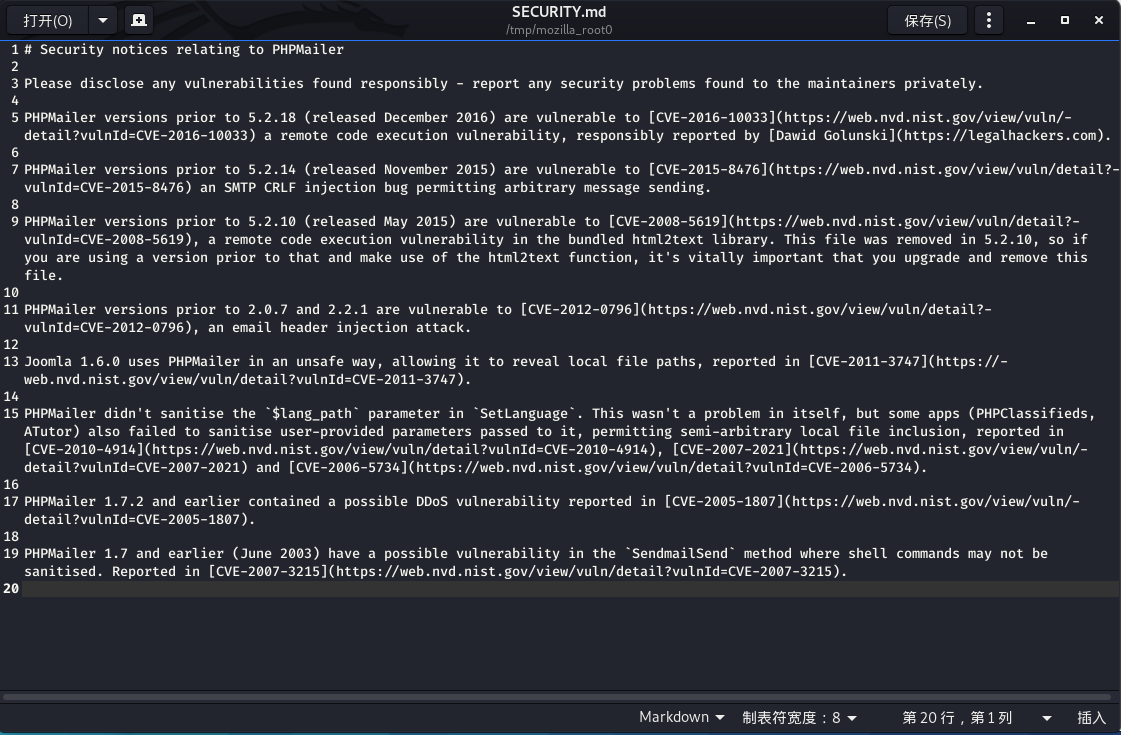 打开(O)
SECURITY.md
/tmp/mozilla_root0
保存(S)
1 # Security notices relating to PHPMailer
2
3 Please disclose any vulnerabilities found responsibly - report any security problems found to the maintainers privately.
4
5 PHPMailer versions prior to 5.2.18 (released December 2016) are vulnerable to [CVE-2016-10033](https://web.nvd.nist.gov/view/vuln/-
detail?vulnId=CVE-2016-10033) a remote code execution vulnerability, responsibly reported by [Dawid Golunski](https://legalhackers.com).
6
7 PHPMailer versions prior to 5.2.14 (released November 2015) are vulnerable to [CVE-2015-8476](https://web.nvd.nist.gov/view/vuln/detail?-
vulnId=CVE-2015-8476) an SMTP CRLF injection bug permitting arbitrary message sending.
8
9 PHPMailer versions prior to 5.2.10 (released May 2015) are vulnerable to [CVE-2008-5619](https://web.nvd.nist.gov/view/vuln/detail?-
vulnId=CVE-2008-5619), a remote code execution vulnerability in the bundled html2text library. This file was removed in 5.2.10, so if
you are using a version prior to that and make use of the html2text function, it's vitally important that you upgrade and remove this
file.
10
11 PHPMailer versions prior to 2.0.7 and 2.2.1 are vulnerable to [CVE-2012-0796](https://web.nvd.nist.gov/view/vuln/detail?-
vulnId=CVE-2012-0796), an email header injection attack.
12
13 Joomla 1.6.0 uses PHPMailer in an unsafe way, allowing it to reveal local file paths, reported in [CVE-2011-3747](https://-
web.nvd.nist.gov/view/vuln/detail?vulnId=CVE-2011-3747).
14
15 PHPMailer didn't sanitise the `$lang_path` parameter in `SetLanguage`. This wasn't a problem in itself, but some apps (PHPClassifieds,
ATutor) also failed to sanitise user-provided parameters passed to it, permitting semi-arbitrary local file inclusion, reported in
[CVE-2010-4914](https://web.nvd.nist.gov/view/vuln/detail?vulnId=CVE-2010-4914), [CVE-2007-2021](https://web.nvd.nist.gov/view/vuln/-
detail?vulnId=CVE-2007-2021) and [CVE-2006-5734](https://web.nvd.nist.gov/view/vuln/detail?vulnId=CVE-2006-5734).
16
17 PHPMailer 1.7.2 and earlier contained a possible DDoS vulnerability reported in [CVE-2005-1807](https://web.nvd.nist.gov/view/vuln/-
detail?vulnId=CVE-2005-1807).
18
19 PHPMailer 1.7 and earlier (June 2003) have a possible vulnerability in the `SendmailSend` method where shell commands may not be
sanitised. Reported in [CVE-2007-3215](https://web.nvd.nist.gov/view/vuln/detail?vulnId=CVE-2007-3215).
20
Markdown 制表符宽度：8 第 20 行，第 1 列 插入